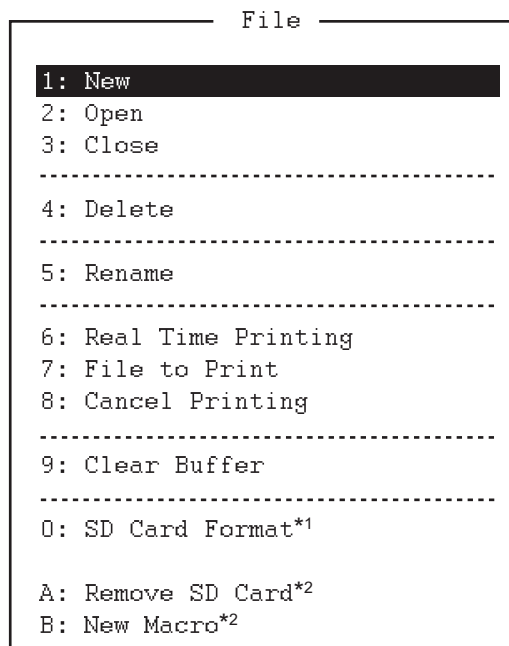 File
1: New
2: Open
3: Close
4: Delete
5: Rename
6: Real Time Printing
7: File to Print
8: Cancel Printing
9: Clear Buffer
0: SD Card Format*1
A: Remove SD Card*2
B: New Macro*2